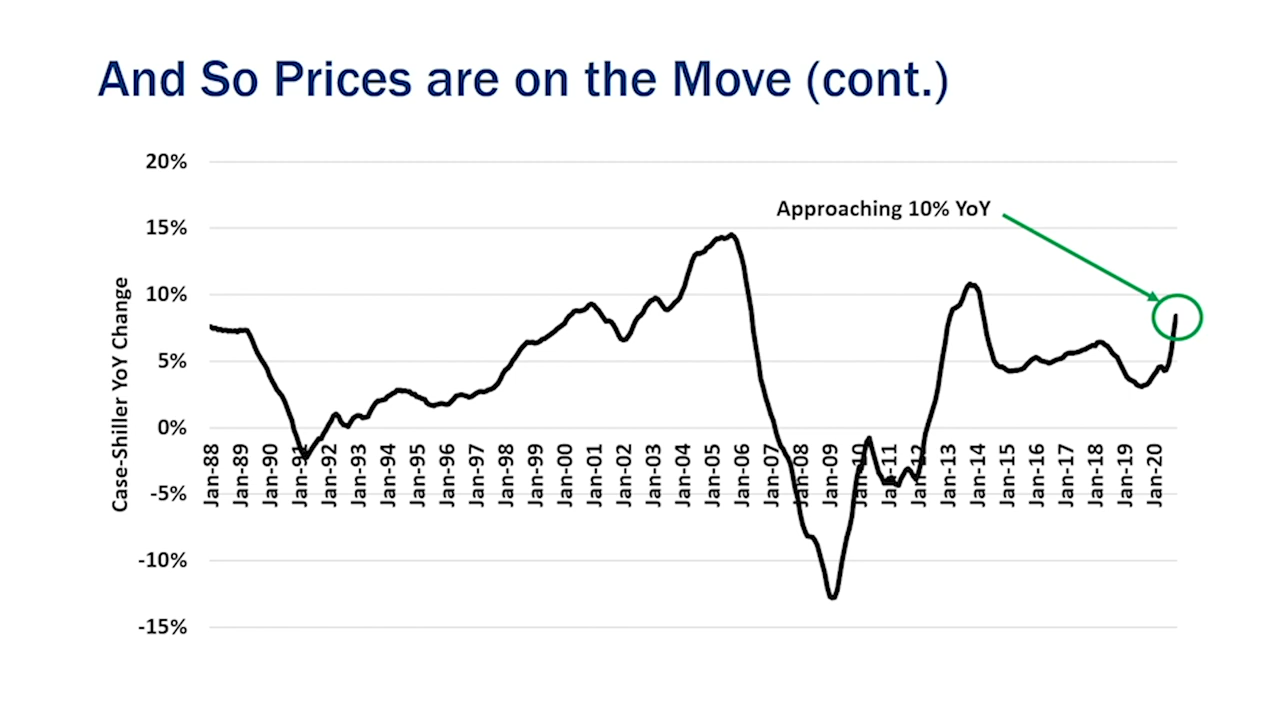 And So Prices are on the Move (cont.)
20%
Approaching 10% YoY
15%
10%
5%
0%
-5%
-10%
-15%
Case-Shiller YoY Change
Jan-88
Jan-89
Jan-90
Jan-91
Jan-92
Jan-93
Jan-94
Jan-95
Jan-96
Jan-97
Jan-98
Jan-99
Jan-00
Jan-01
Jan-02
Jan-03
Jan-04
Jan-05
Jan-06
Jan-07
Jan-08
Jan-09
Jan-10
Jan-11
Jan-12
Jan-13
Jan-14
Jan-15
Jan-16
Jan-17
Jan-18
Jan-19
Jan-20